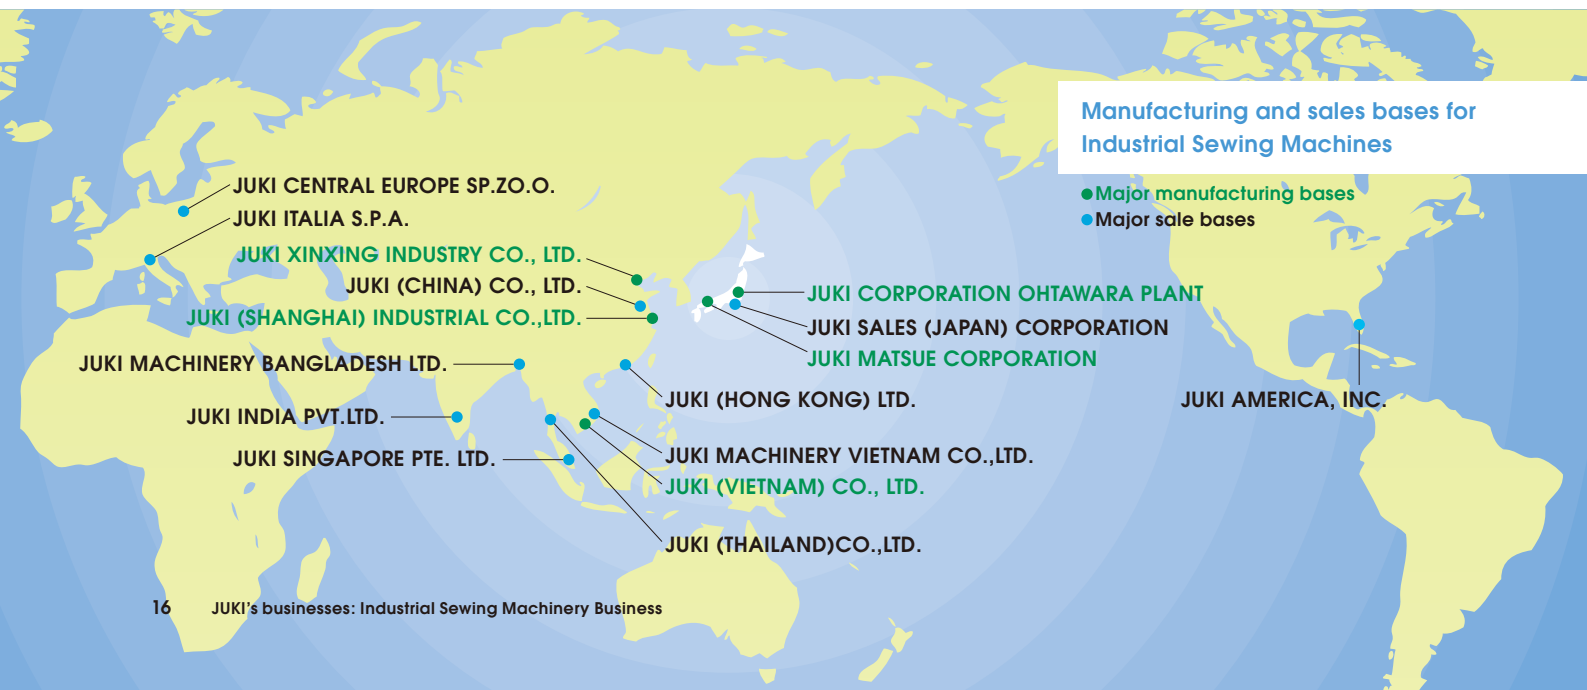 Manufacturing and sales bases for
Industrial Sewing Machines
●Major manufacturing bases
●Major sale bases
JUKI CENTRAL EUROPE SP.ZO.O.
JUKI ITALIA S.P.A.
JUKI XINXING INDUSTRY CO., LTD.
JUKI (CHINA) CO., LTD.
JUKI (SHANGHAI) INDUSTRIAL CO.,LTD.
JUKI MACHINERY BANGLADESH LTD.
JUKI INDIA PVT.LTD.
JUKI SINGAPORE PTE. LTD.
JUKI CORPORATION OHTAWARA PLANT
JUKI SALES (JAPAN) CORPORATION
JUKI MATSUE CORPORATION
JUKI (HONG KONG) LTD.
JUKI MACHINERY VIETNAM CO.,LTD.
JUKI (VIETNAM) CO., LTD.
JUKI (THAILAND)CO.,LTD.
JUKI AMERICA, INC.
16 JUKI's businesses: Industrial Sewing Machinery Business